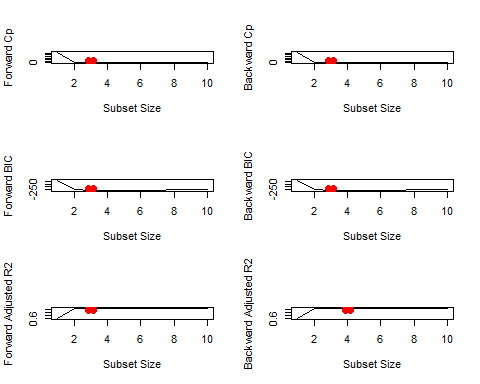 Forward Cp
0
2 4 6 8 10
Subset Size
Backward Cp
0
2 4 6 8 10
Subset Size
Forward BIC
-250
2 4 6 8 10
Subset Size
Backward BIC
-250
2 4 6 8 10
Subset Size
Forward Adjusted R2
0.6
2 4 6 8 10
Subset Size
Backward Adjusted R2
0.6
2 4 6 8 10
Subset Size